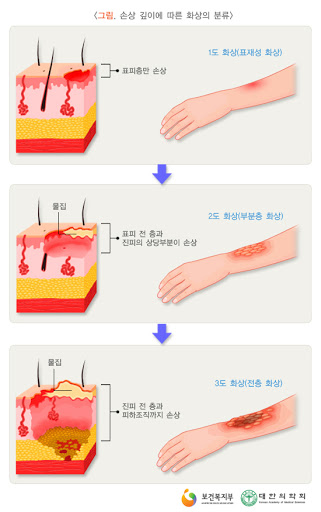 <그림. 손상 깊이에 따른 화상의 분류>
1도 화상(표재성 화상)
표피층만 손상
물집
2도 화상(부분층 화상)
표피 전 층과
진피의 상당부분이 손상
물집
3도 화상(전층 화상)
진피 전 층과
피하조직까지 손상
보건복지부
대한의학회